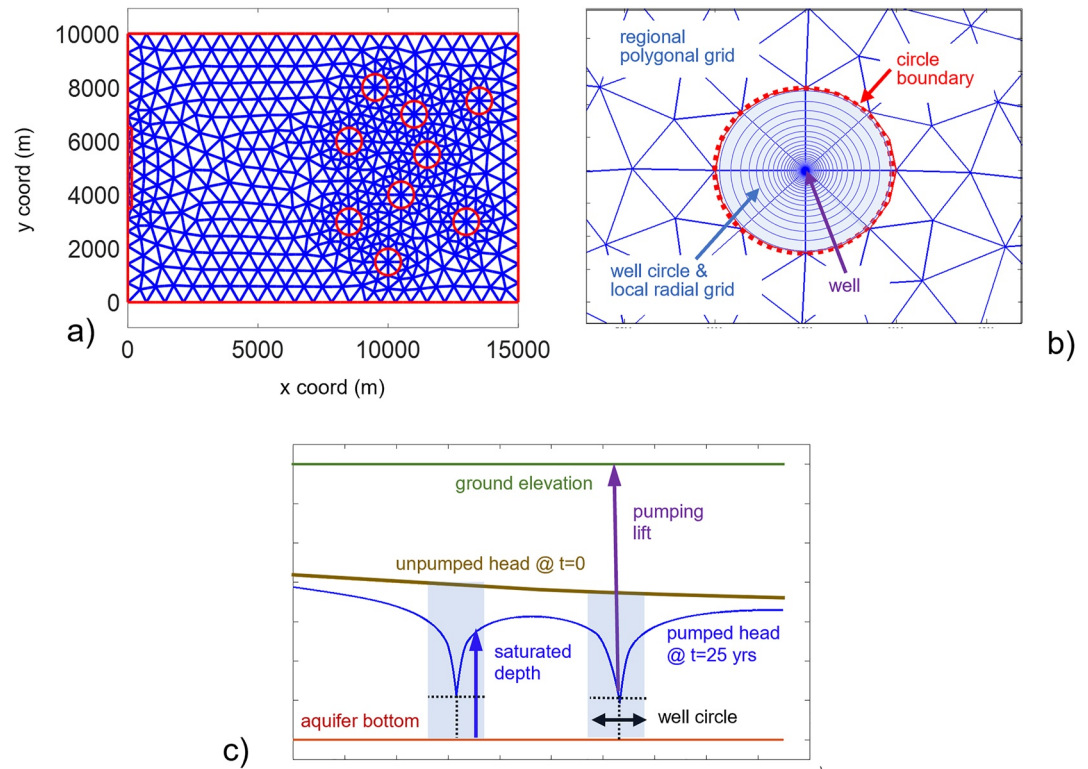 10000
8000
6000
4000
2000
0
y coord (m)
0
5000
10000
15000
x coord (m)
a)
regional
polygonal grid
circle
boundary
well circle &
local radial grid
well
b)
ground elevation
pumping
lift
unpumped head @ t=0
saturated
depth
pumped head
@ t=25 yrs
aquifer bottom
well circle
c)